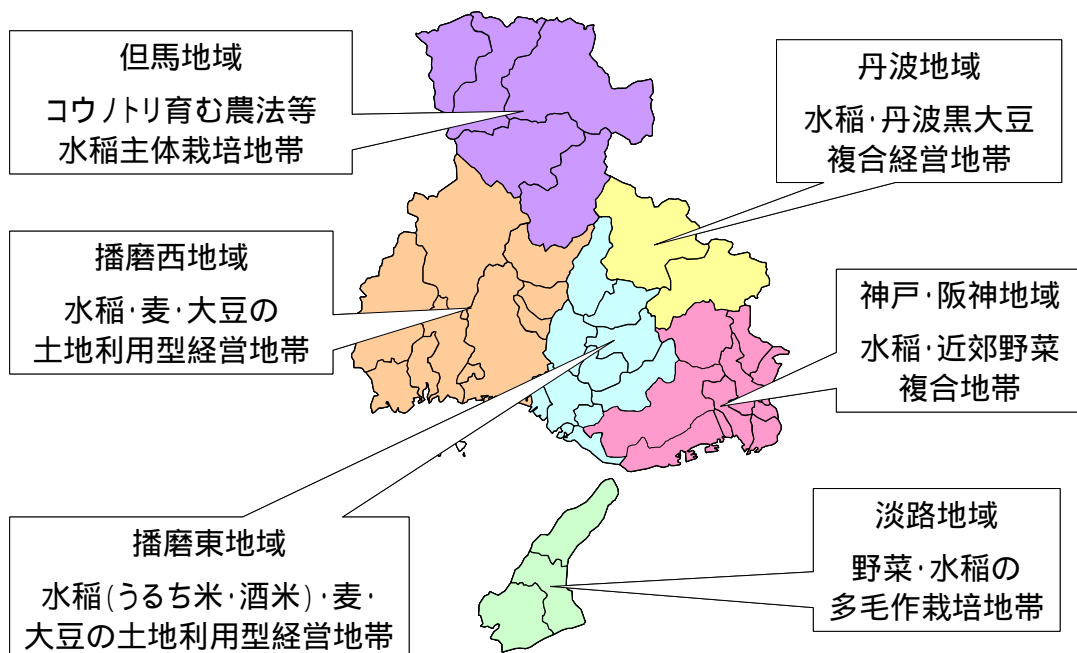 但馬地域
コウノトリ育む農法等
水稲主体栽培地帯
丹波地域
水稲・丹波黒大豆
複合経営地帯
播磨西地域
水稲・麦・大豆の
土地利用型経営地帯
神戸・阪神地域
水稲・近郊野菜
複合地帯
播磨東地域
水稲(うるち米・酒米)・麦・
大豆の土地利用型経営地帯
淡路地域
野菜・水稲の
多毛作栽培地帯